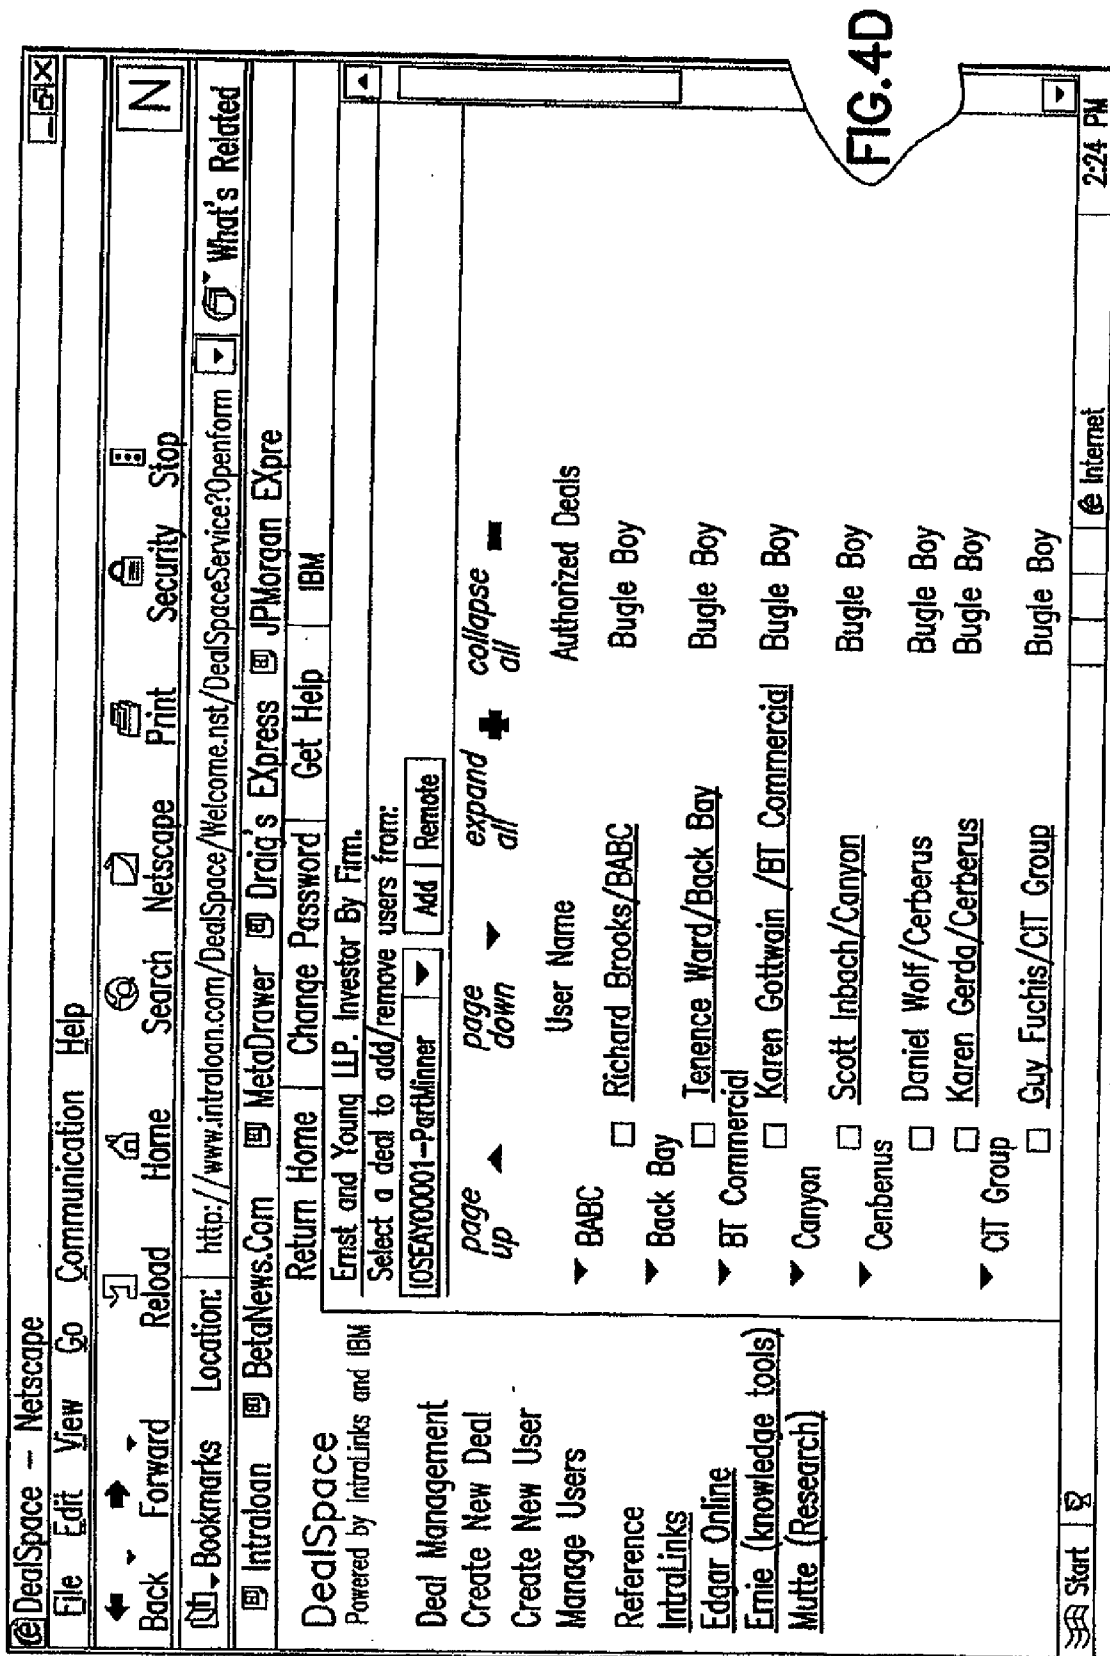 DealSpace — Netscape
File Edit View Go Communication Help
Back Forward Reload Home Search Netscape Print Security Stop
N
Bookmarks Location: http://www.intraloan.com/DealSpace/Welcome.nst/DealSpaceService?Openform What's Related
Intraloan BetaNews.Com MetaDrawer Draig's EXpress JPMorgan EXpre
Return Home Change Password Get Help IBM
DealSpace
Powered by IntraLinks and IBM
Deal Management
Create New Deal
Create New User
Manage Users
Reference
IntraLinks
Edgar Online
Ernie (knowledge tools)
Mutte (Research)
Ernst and Young LLP. Investor By Firm.
Select a deal to add/remove users from:
IOSEAY00001-PartMinner Add Remote
page up page down expand all collapse all
User Name Authorized Deals
BABC
Richard Brooks/BABC Bugle Boy
Back Bay
Tenence Ward/Back Bay Bugle Boy
BT Commercial
Karen Gottwain /BT Commercial Bugle Boy
Canyon
Scott Inbach/Canyon Bugle Boy
Cenbenus
Daniel Wolf/Cerberus Bugle Boy
Karen Gerda/Cerberus Bugle Boy
CIT Group
Guy Fuchis/CIT Group Bugle Boy
Start Internet 2:24 PM
FIG.4D